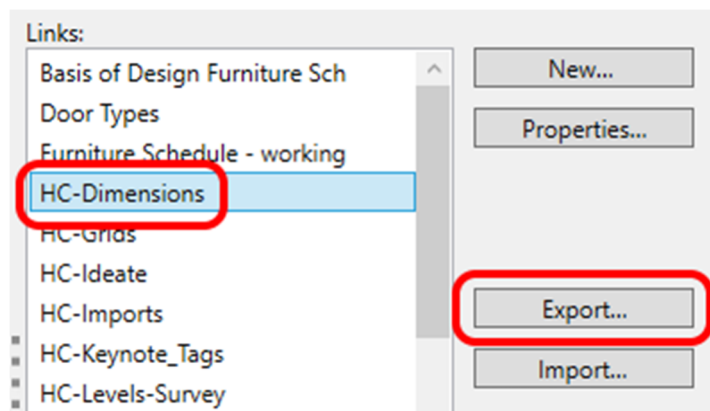 Links:
Basis of Design Furniture Sch
Door Types
Furniture Schedule - working
HC-Dimensions
HC-Grids
HC-Ideate
HC-Imports
HC-Keynote_Tags
HC-Levels-Survey
New...
Properties...
Export...
Import...